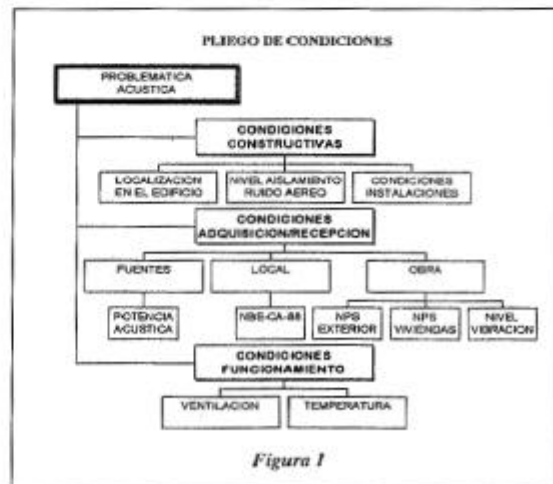 PLIEGO DE CONDICIONES
PROBLEMATICA
ACUSTICA
CONDICIONES
CONSTRUCTIVAS
LOCALIZACION
EN EL EDIFICIO
NIVEL AISLAMIENTO
RUIDO AEREO
CONDICIONES
INSTALACIONES
CONDICIONES
ADQUISICION/RECEPCION
FUENTES
LOCAL
OBRA
POTENCIA
ACUSTICA
NBE-CA-88
NPS
EXTERIOR
NPS
VIVIENDAS
NIVEL
VIBRACION
CONDICIONES
FUNCIONAMIENTO
VENTILACION
TEMPERATURA
Figura 1